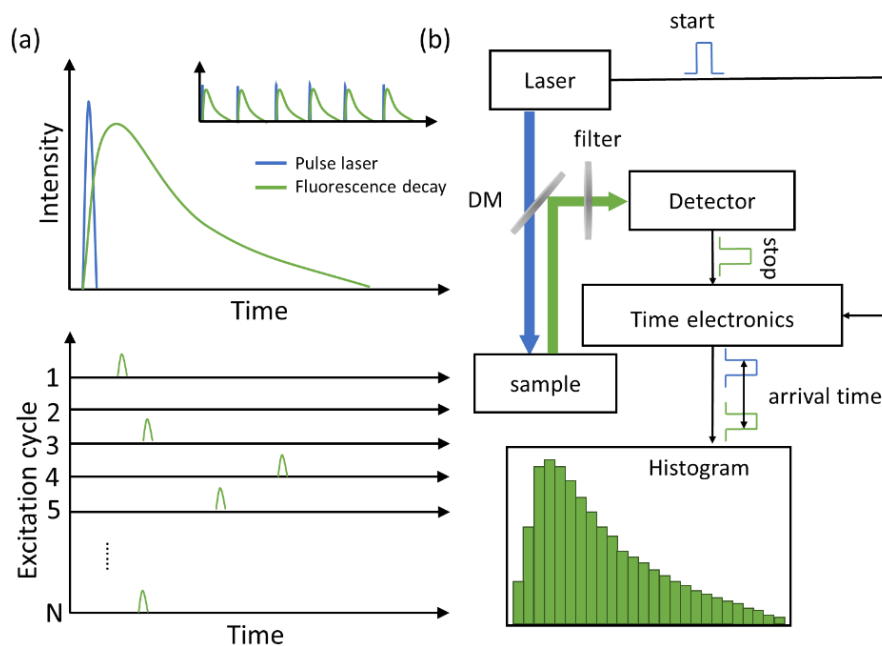 (a)
Intensity
Pulse laser
Fluorescence decay
Time
Excitation cycle
1
2
3
4
5
N
Time
(b)
start
Laser
filter
DM
Detector
stop
Time electronics
sample
arrival time
Histogram